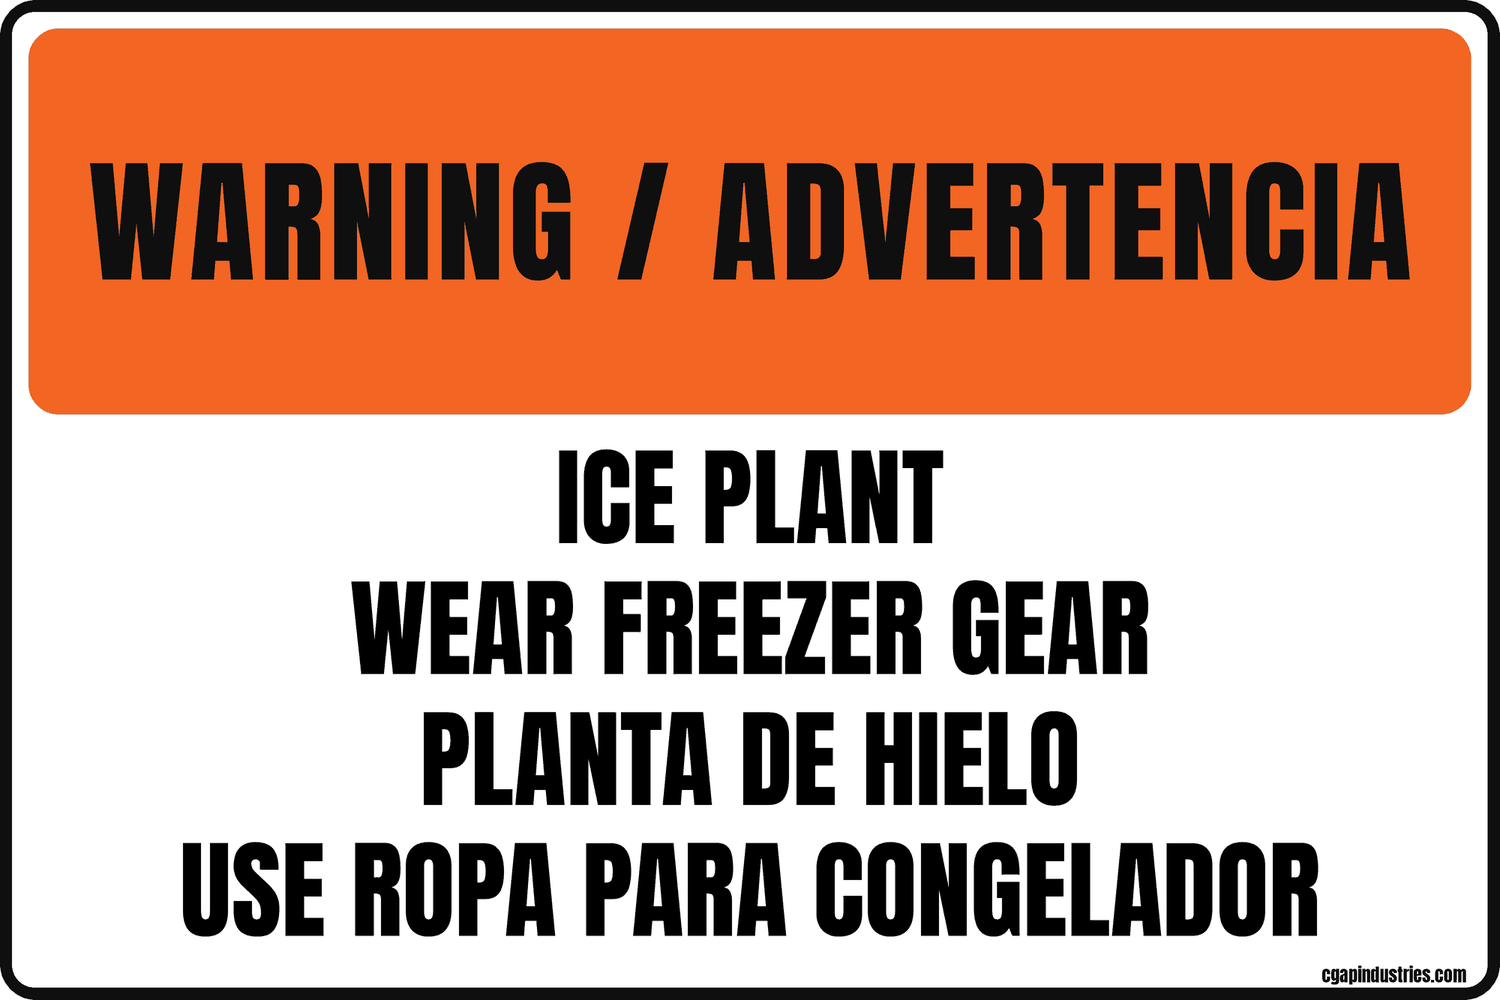 WARNING / ADVERTENCIA
ICE PLANT
WEAR FREEZER GEAR
PLANTA DE HIELO
USE ROPA PARA CONGELADOR
cgapindustries.com